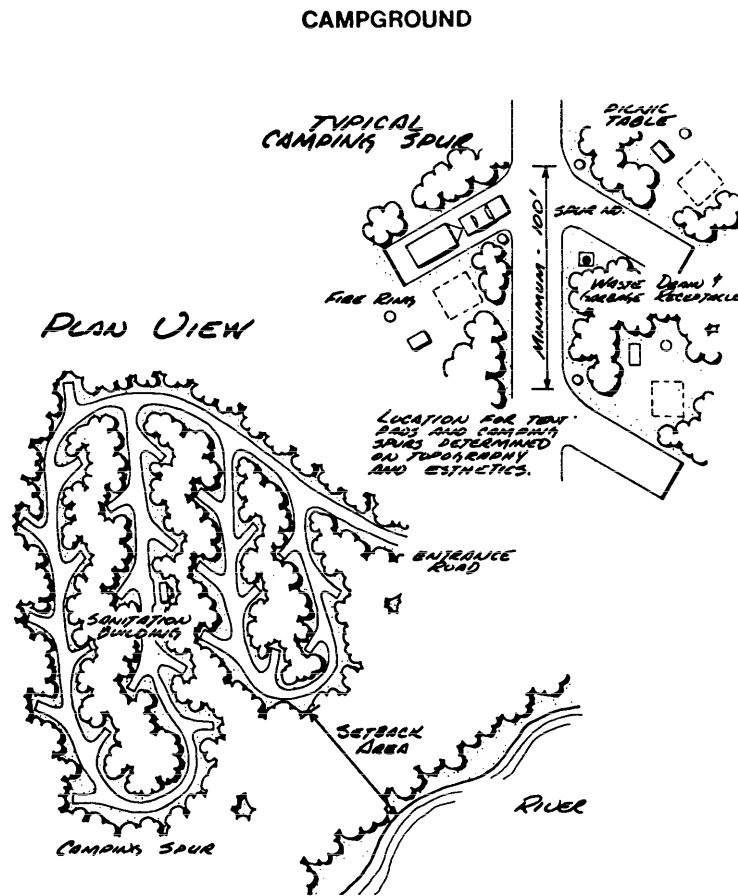 CAMPGROUND
TYPICAL
CAMPING SPUR
PICNIC
TABLE
SPUR NO.
MINIMUM - 100'
FIRE RING
WASTE DRAIN &
GARBAGE RECEPTACLE
PLAN VIEW
LOCATION FOR TENT
PADS AND CAMPING
SPURS DETERMINED
ON TOPOGRAPHY
AND ESTHETICS.
ENTRANCE
ROAD
SANITATION
BUILDING
SETBACK
AREA
RIVER
CAMPING SPUR